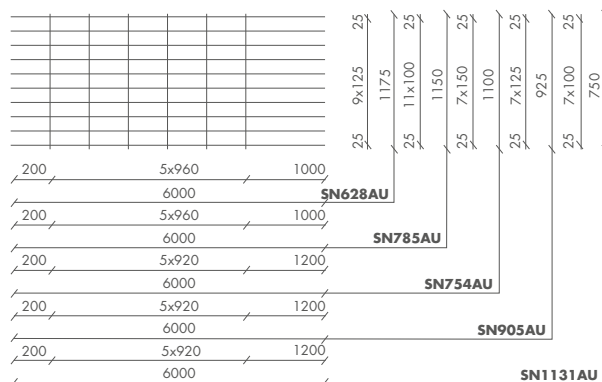 25 25 25 25 25
9x125 1175 11x100 1150 7x150 1100 7x125 925 7x100 750
25 25 25 25 25
200 5x960 1000
6000 SN628AU
200 5x960 1000
6000 SN785AU
200 5x920 1200
6000 SN754AU
200 5x920 1200
6000 SN905AU
200 5x920 1200
6000 SN1131AU